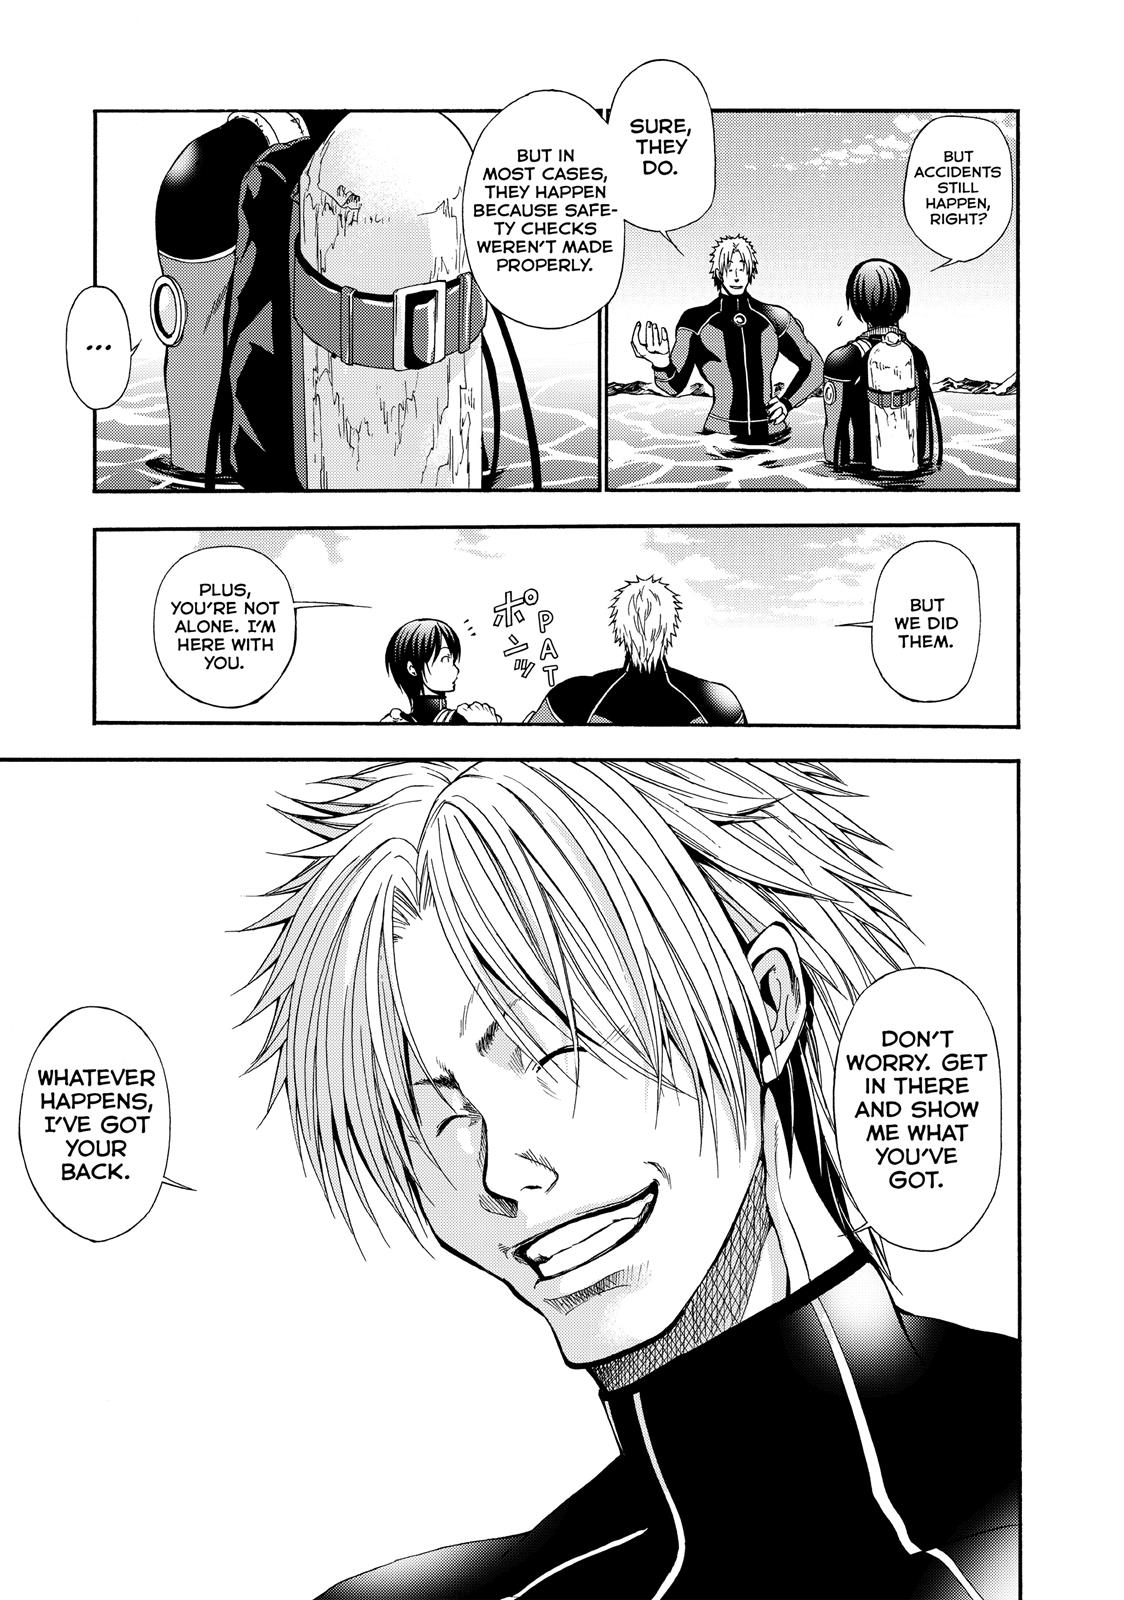 BUT
ACCIDENTS
STILL
HAPPEN,
RIGHT?
SURE,
THEY
DO.
BUT IN
MOST CASES,
THEY HAPPEN
BECAUSE SAFE-
TY CHECKS
WEREN'T MADE
PROPERLY.
...
BUT
WE DID
THEM.
ポンッ
PAT
PLUS,
YOU'RE NOT
ALONE. I'M
HERE WITH
YOU.
DON'T
WORRY. GET
IN THERE
AND SHOW
ME WHAT
YOU'VE
GOT.
WHATEVER
HAPPENS,
I'VE GOT
YOUR
BACK.